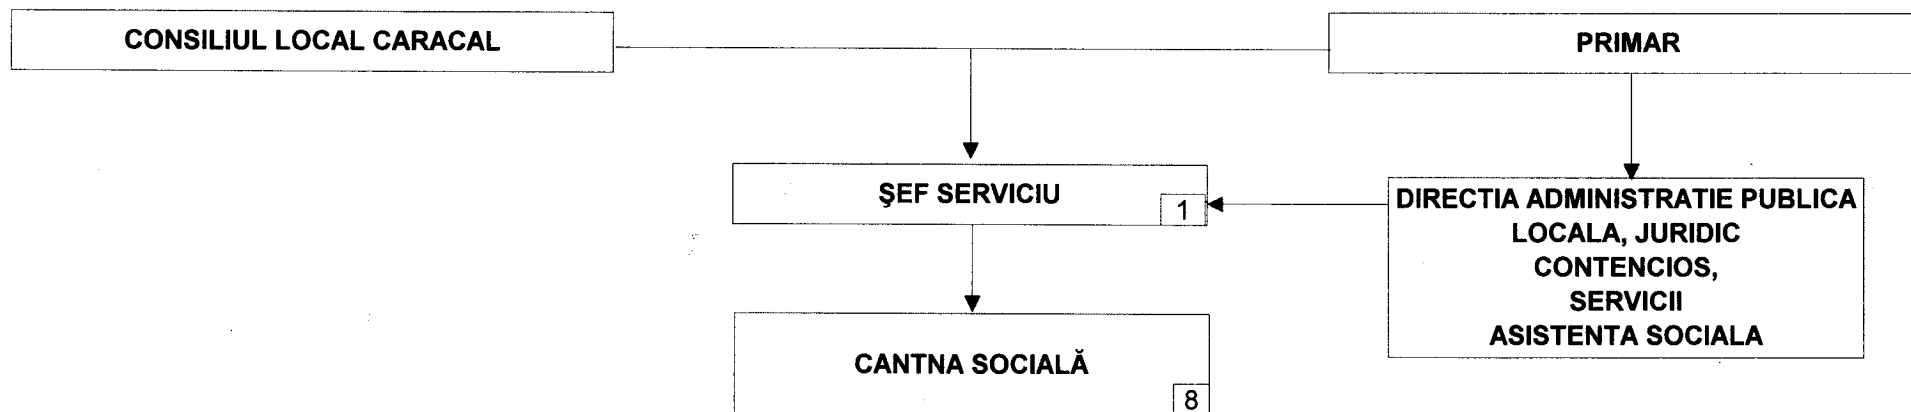 CONSILIUL LOCAL CARACAL
PRIMAR
ŞEF SERVICIU
1
DIRECTIA ADMINISTRATIE PUBLICA
LOCALA, JURIDIC
CONTENCIOS,
SERVICII
ASISTENTA SOCIALA
CANTNA SOCIALĂ
8